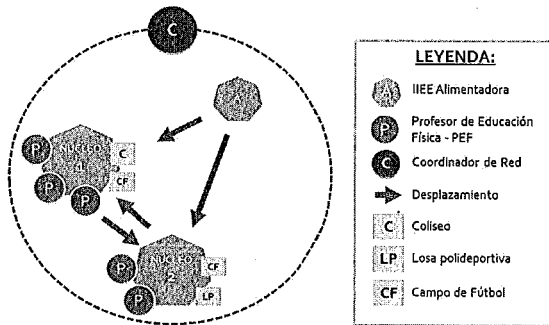 C
A
P
P
P
NÚCLEO
1
C
CF
P
P
NÚCLEO
2
CF
LP
LEYENDA:
A
IIEE Alimentadora
P
Profesor de Educación
Física - PEF
C
Coordinador de Red
Desplazamiento
C
Coliseo
LP
Losa polideportiva
CF
Campo de Fútbol